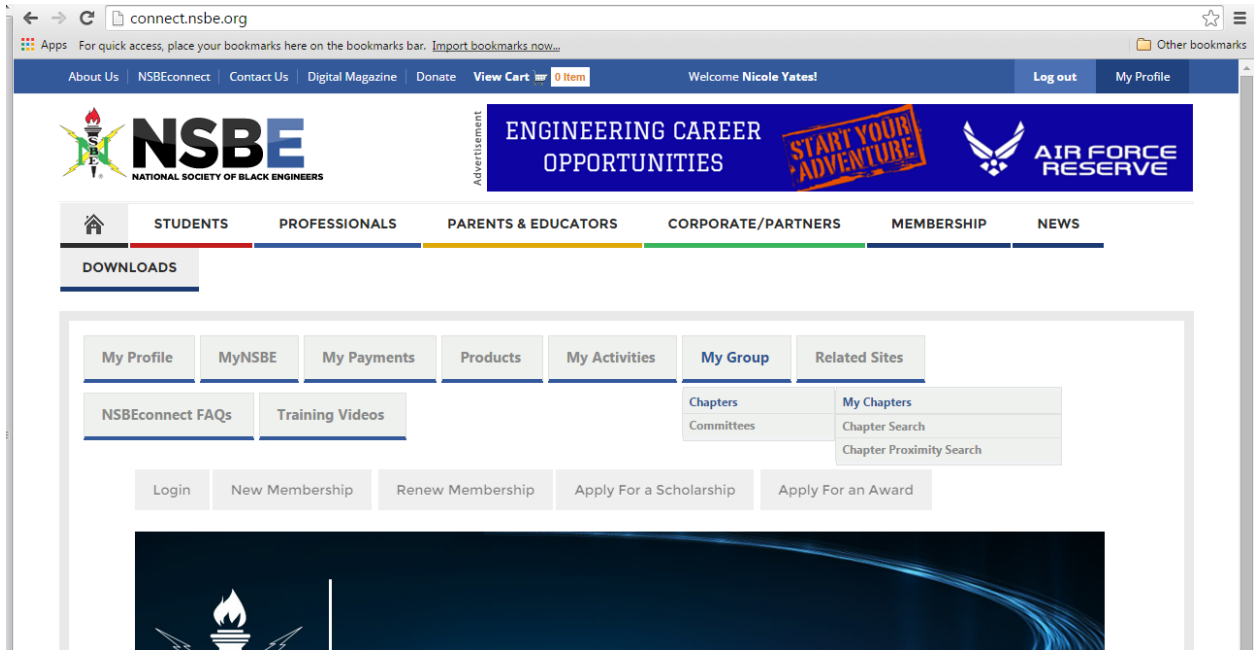 connect.nsbe.org
Apps For quick access, place your bookmarks here on the bookmarks bar. Import bookmarks now... Other bookmarks
About Us NSBEconnect Contact Us Digital Magazine Donate View Cart 0 Item Welcome Nicole Yates! Log out My Profile
NSBE
NATIONAL SOCIETY OF BLACK ENGINEERS
NSBE
Advertisement
ENGINEERING CAREER
OPPORTUNITIES
START YOUR
ADVENTURE
AIR FORCE
RESERVE
STUDENTS PROFESSIONALS PARENTS & EDUCATORS CORPORATE/PARTNERS MEMBERSHIP NEWS
DOWNLOADS
My Profile MyNSBE My Payments Products My Activities My Group Related Sites
NSBEconnect FAQs Training Videos
Chapters My Chapters
Committees Chapter Search
Chapter Proximity Search
Login New Membership Renew Membership Apply For a Scholarship Apply For an Award